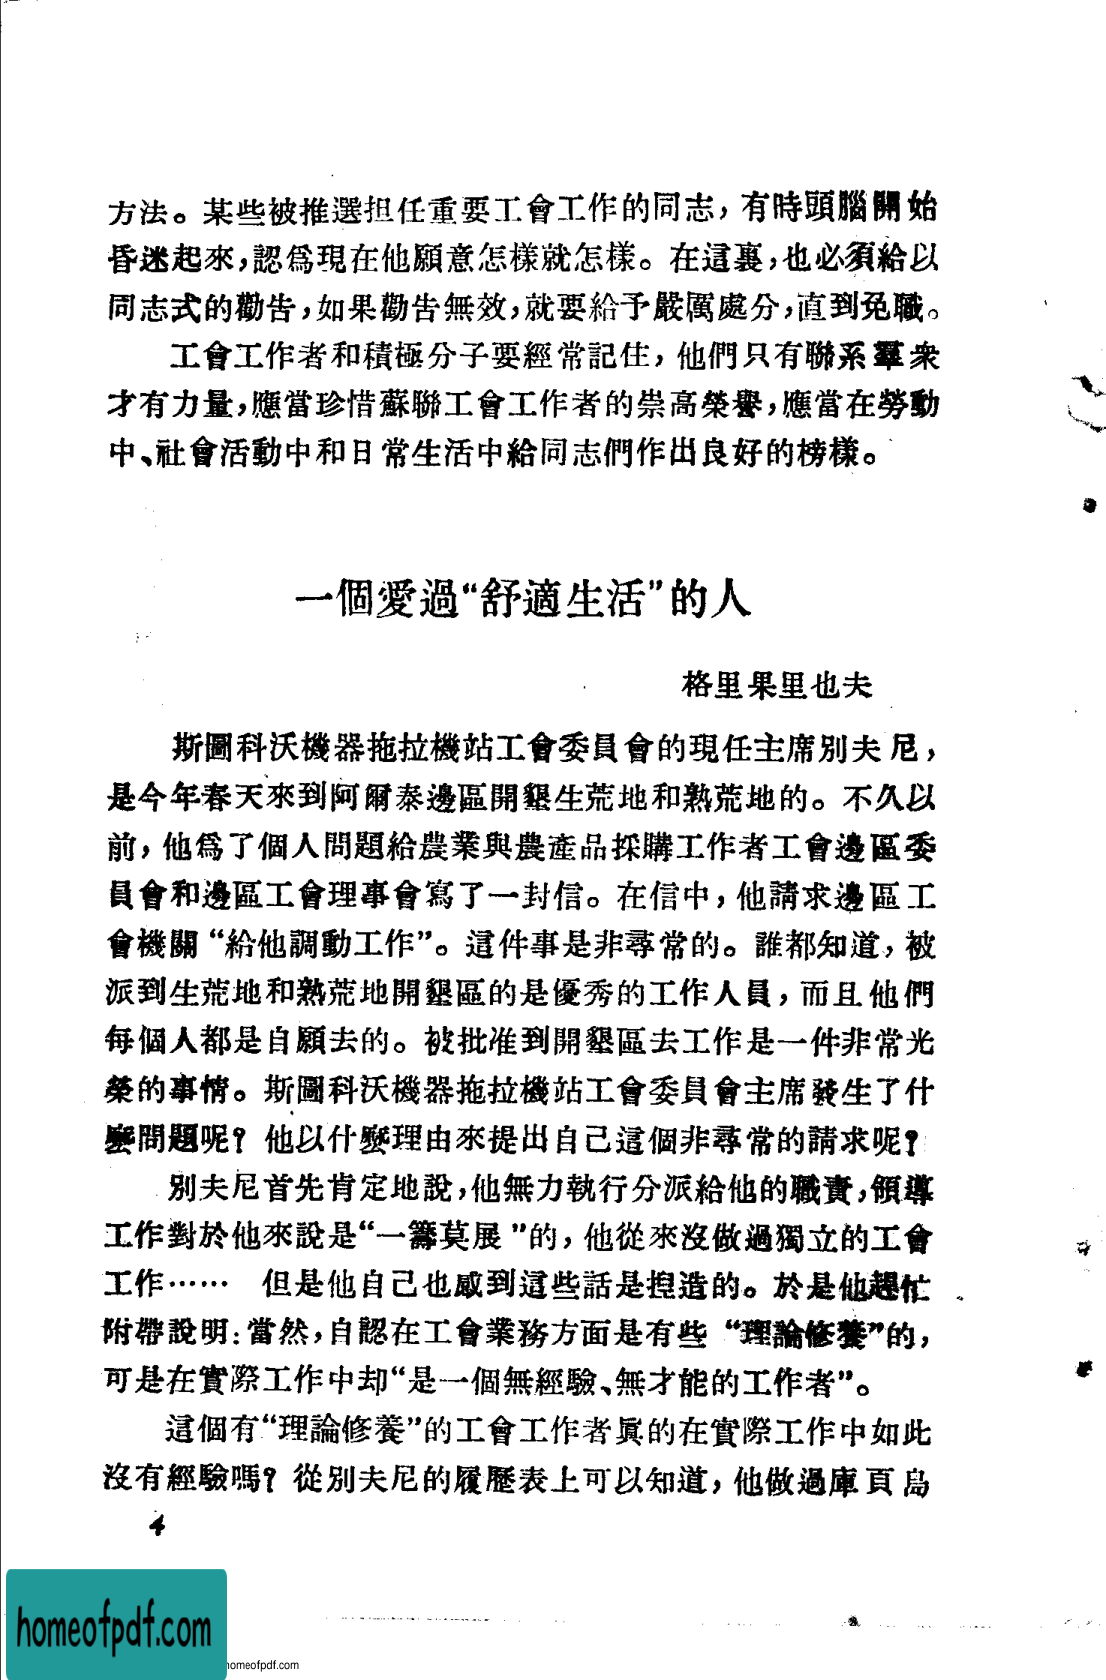 方法。某些被推選担任重要工會工作的同志，有時頭腦開始
昏迷起來，認爲現在他願意怎樣就怎樣。在這裏，也必須給以
同志式的勸告，如果勸告無效，就要給予嚴厲處分，直到免職。
工會工作者和積極分子要經常記住，他們只有聯系羣衆
才有力量，應當珍惜蘇聯工會工作者的崇高榮譽，應當在勞動
中、社會活動中和日常生活中給同志們作出良好的榜樣。
一個愛過“舒適生活”的人
格里果里也夫
斯圖科沃機器拖拉機站工會委員會的現任主席別夫尼，
是今年春天來到阿爾泰邊區開墾生荒地和熟荒地的。不久以
前，他爲了個人問題給農業與農產品採購工作者工會邊區委
員會和邊區工會理事會寫了一封信。在信中，他請求邊區工
會機關“給他調動工作”。這件事是非尋常的。誰都知道，被
派到生荒地和熟荒地開墾區的是優秀的工作人員，而且他們
每個人都是自願去的。被批准到開墾區去工作是一件非常光
榮的事情。斯圖科沃機器拖拉機站工會委員會主席發生了什
麼問題呢？他以什麼理由來提出自己這個非尋常的請求呢？
別夫尼首先肯定地說，他無力執行分派給他的職責，領導
工作對於他來說是“一籌莫展”的，他從來沒做過獨立的工會
工作…… 但是他自己也感到這些話是捏造的。於是他趕忙
附帶說明：當然，自認在工會業務方面是有些“理論修養”的，
可是在實際工作中却“是一個無經驗、無才能的工作者”。
這個有“理論修養”的工會工作者眞的在實際工作中如此
沒有經驗嗎？從別夫尼的履歷表上可以知道，他做過庫頁島
4
homeofpdf.com
homeofpdf.com